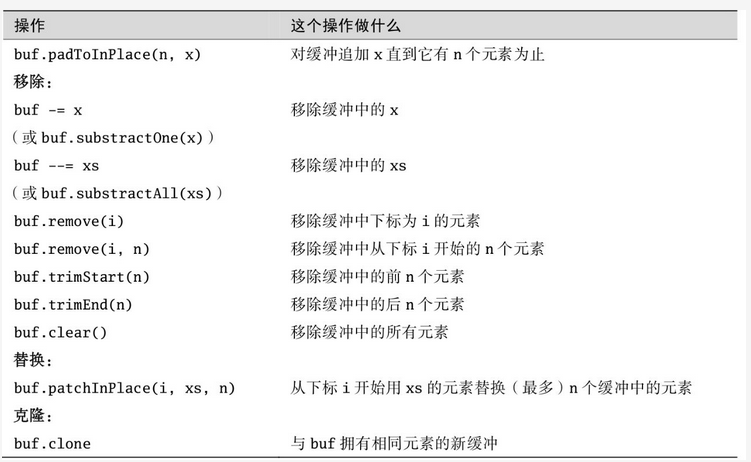 操作 这个操作做什么
buf.padToInPlace(n, x) 对缓冲追加 x 直到它有 n 个元素为止
移除：
buf -= x 移除缓冲中的 x
（或 buf.substractOne(x)）
buf --= xs 移除缓冲中的 xs
（或 buf.substractAll(xs)）
buf.remove(i) 移除缓冲中下标为 i 的元素
buf.remove(i, n) 移除缓冲中从下标 i 开始的 n 个元素
buf.trimStart(n) 移除缓冲中的前 n 个元素
buf.trimEnd(n) 移除缓冲中的后 n 个元素
buf.clear() 移除缓冲中的所有元素
替换：
buf.patchInPlace(i, xs, n) 从下标 i 开始用 xs 的元素替换（最多）n 个缓冲中的元素
克隆：
buf.clone 与 buf 拥有相同元素的新缓冲